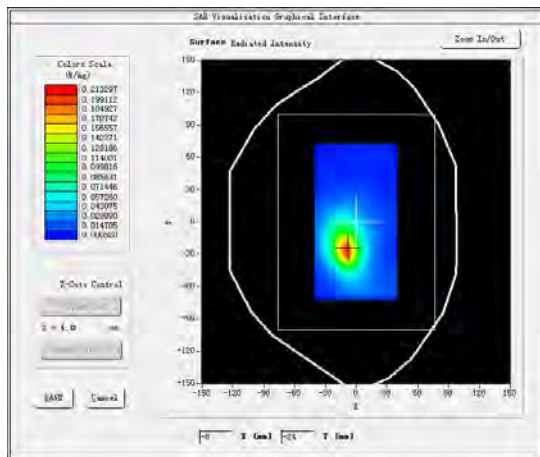 SAR Visualisation Graphical Interface
Surface Radiated Intensity
Zoom In/Out
Colors Scale
(W/Kg)
0.213297
0.199112
0.184927
0.170742
0.156557
0.142371
0.128186
0.114001
0.099816
0.085631
0.071446
0.057260
0.043075
0.028890
0.014705
150
120
90
60
30
0
-30
-60
-90
-120
-150
Y
-150
-120
-90
-60
-30
0
30
60
90
120
150
X
Z-Cuts Control
Z = 4.0
mm
SAVE
Cancel
-8
X (mm)
-24
Y (mm)